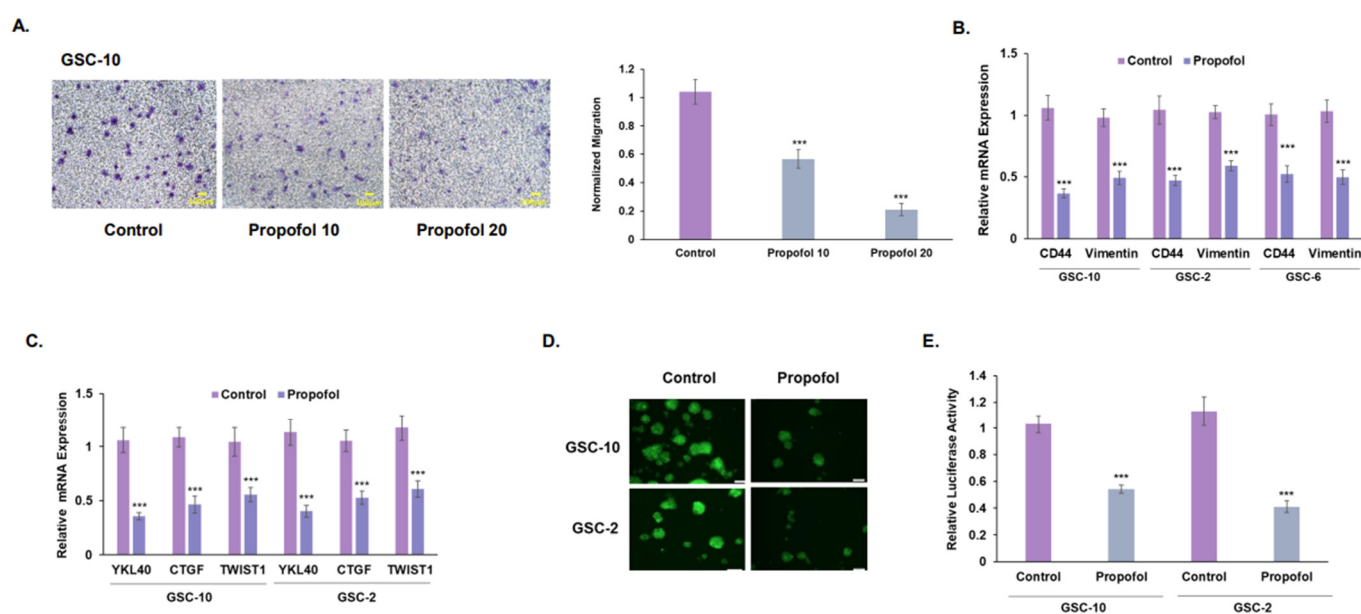 A.
GSC-10
100μm
Control
Propofol 10
Propofol 20
Normalized Migration
1.2
1
0.8
0.6
0.4
0.2
0
Control Propofol 10 Propofol 20
***
***
B.
Control Propofol
Relative mRNA Expression
1.5
1
0.5
0
*** *** *** *** *** ***
CD44 Vimentin CD44 Vimentin CD44 Vimentin
GSC-10 GSC-2 GSC-6
C.
Control Propofol
Relative mRNA Expression
1.5
1
0.5
0
*** *** *** *** *** ***
YKL40 CTGF TWIST1 YKL40 CTGF TWIST1
GSC-10 GSC-2
D.
Control Propofol
GSC-10
GSC-2
E.
Relative Luciferase Activity
1.4
1.2
1
0.8
0.6
0.4
0.2
0
*** ***
Control Propofol Control Propofol
GSC-10 GSC-2